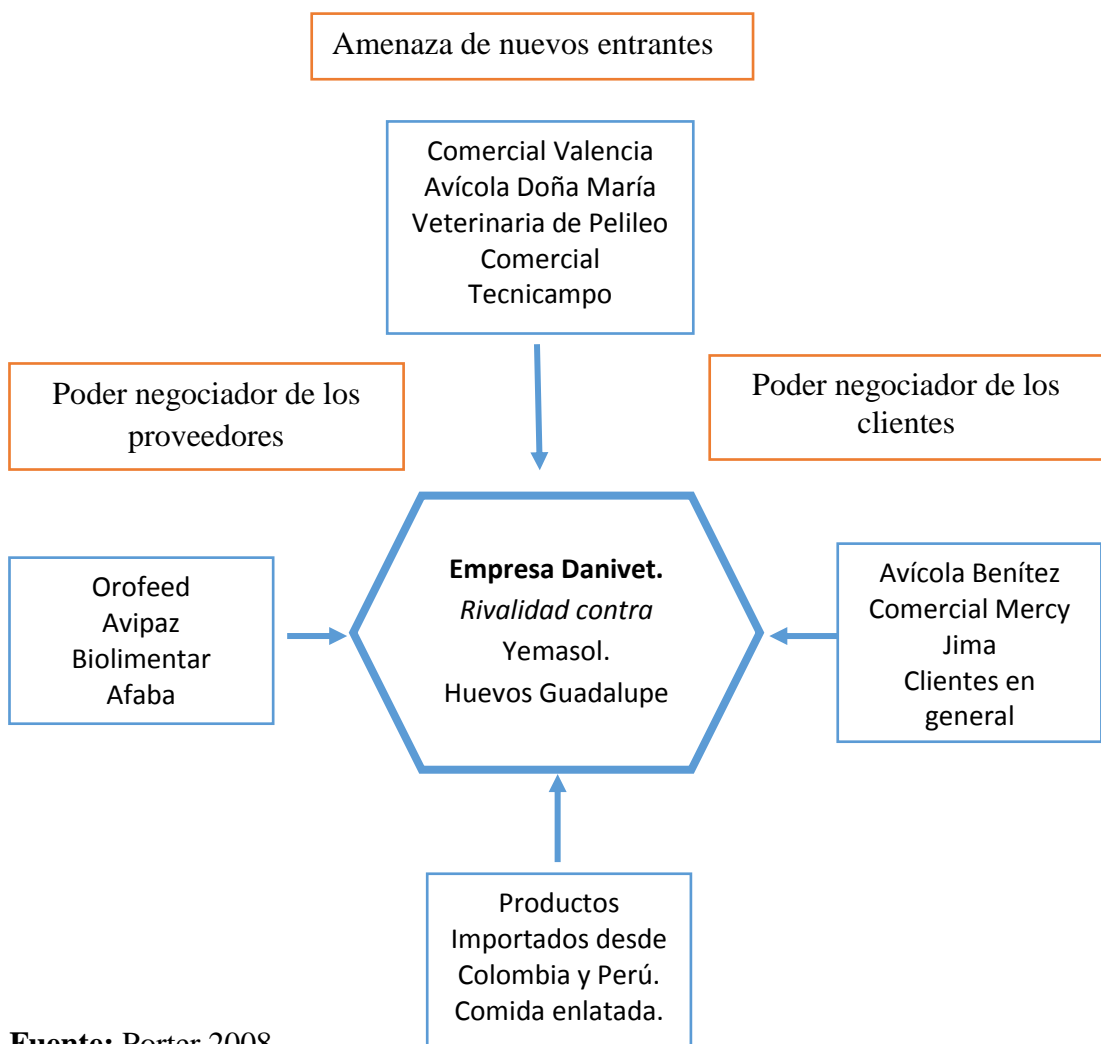 Amenaza de nuevos entrantes
Comercial Valencia
Avícola Doña María
Veterinaria de Pelileo
Comercial
Tecnicampo
Poder negociador de los
proveedores
Poder negociador de los
clientes
Orofeed
Avipaz
Biolimentar
Afaba
Empresa Danivet.
Rivalidad contra
Yemasol.
Huevos Guadalupe
Avícola Benítez
Comercial Mercy
Jima
Clientes en
general
Productos
Importados desde
Colombia y Perú.
Comida enlatada.
Fuente: Porter 2008